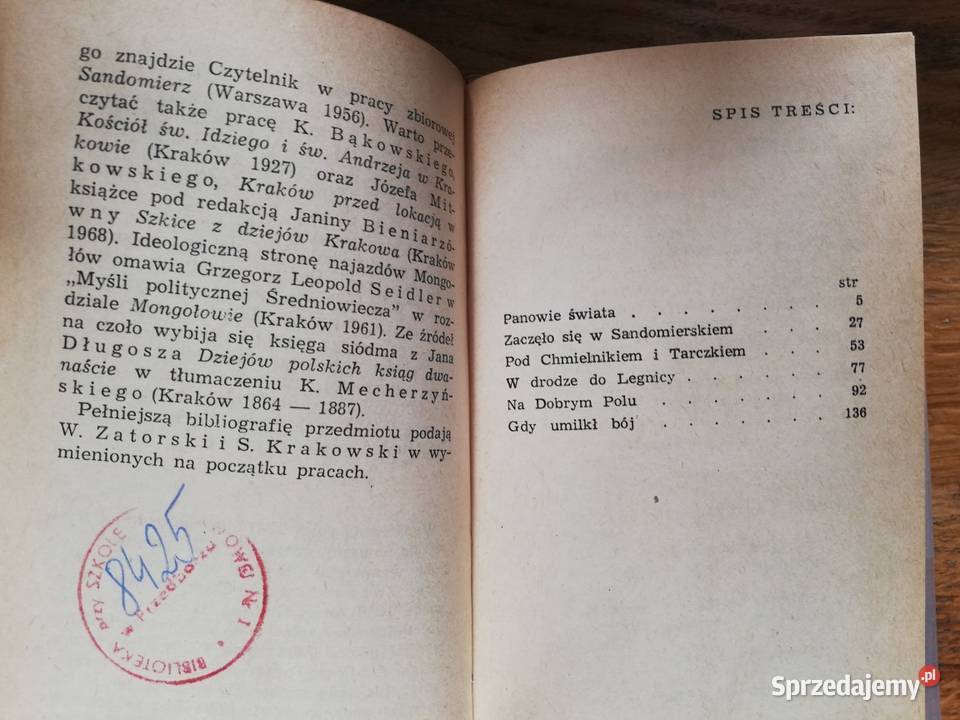 go znajdzie Czytelnik w pracy zbiorowej
Sandomierz (Warszawa 1956). Warto prze-
czytać także pracę K. Bąkowskiego,
Kościół św. Idziego i św. Andrzeja w Kra-
kowie (Kraków 1927) oraz Józefa Mit-
kowskiego, Kraków przed lokacją w
książce pod redakcją Janiny Bieniarzó-
wny Szkice z dziejów Krakowa (Kraków
1968). Ideologiczną stronę najazdów Mongo-
łów omawia Grzegorz Leopold Seidler w
„Myśli politycznej Średniowiecza” w roz-
dziale Mongołowie (Kraków 1961). Ze źródeł
na czoło wybija się księga siódma z Jana
Długosza Dziejów polskich ksiąg dwa-
naście w tłumaczeniu K. Mecherzyń-
skiego (Kraków 1864 — 1887).
Pełniejszą bibliografię przedmiotu podają
W. Zatorski i S. Krakowski w wy-
mienionych na początku pracach.
BIBLIOTEKA przy SZKOLE OWEJ Nr 1
8425
SPIS TREŚCI:
str
Panowie świata . . . . . . . 5
Zaczęło się w Sandomierskiem . . . 27
Pod Chmielnikiem i Tarczkiem . . . 53
W drodze do Legnicy . . . . . 77
Na Dobrym Polu . . . . . . 92
Gdy umilkł bój . . . . . . 136
Sprzedajemy.pl